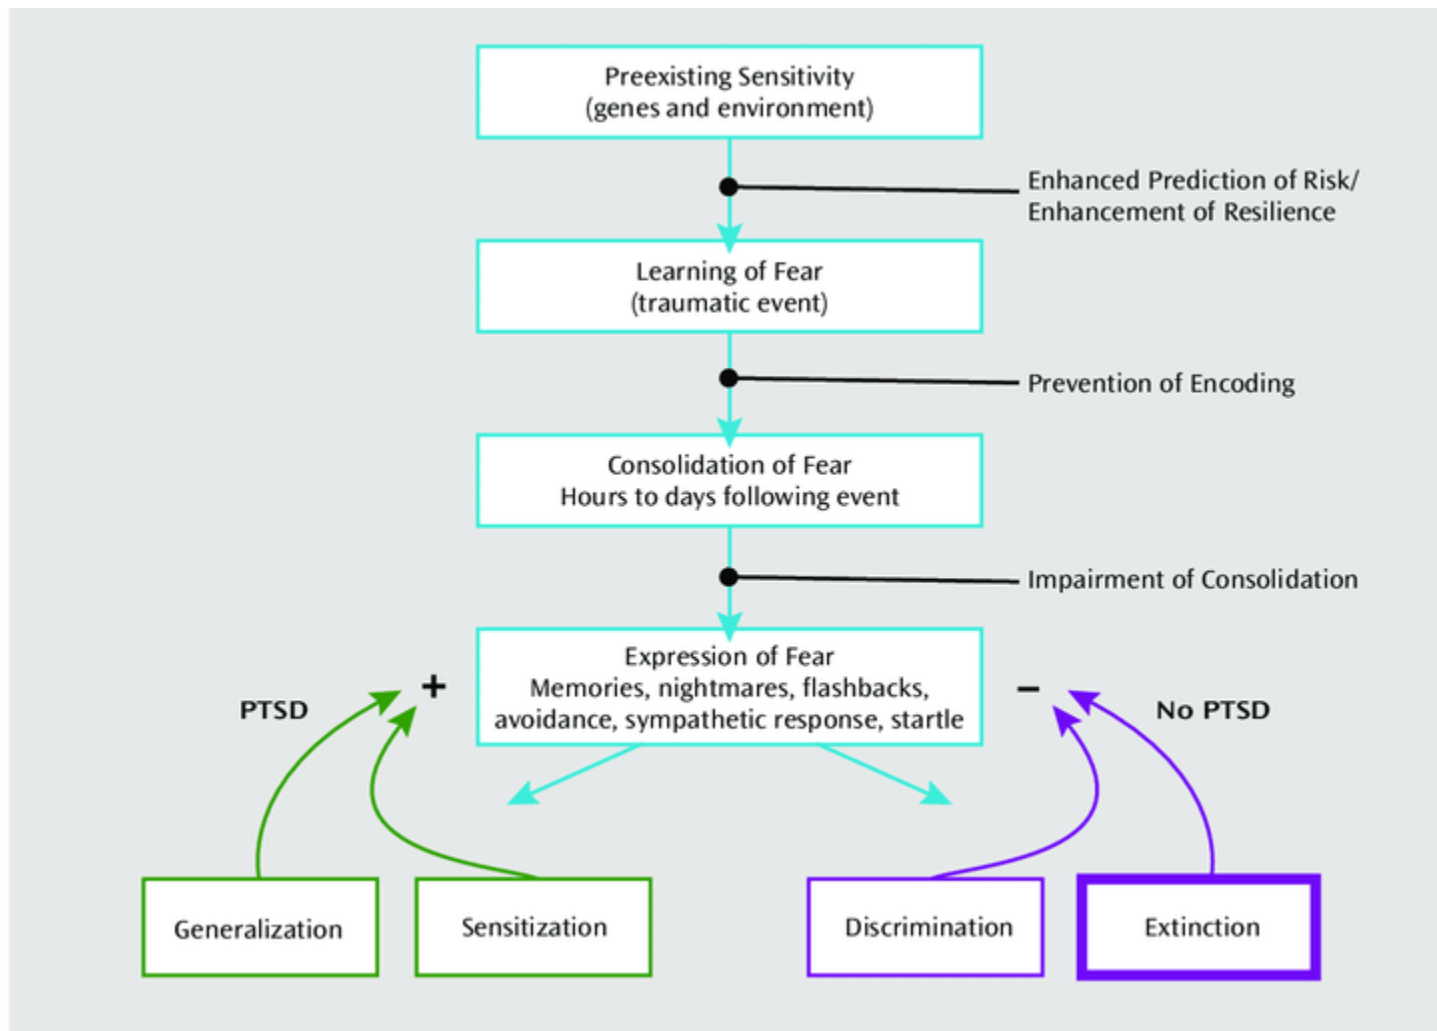 Preexisting Sensitivity
(genes and environment)
Enhanced Prediction of Risk/
Enhancement of Resilience
Learning of Fear
(traumatic event)
Prevention of Encoding
Consolidation of Fear
Hours to days following event
Impairment of Consolidation
Expression of Fear
Memories, nightmares, flashbacks,
avoidance, sympathetic response, startle
PTSD
+
–
No PTSD
Generalization
Sensitization
Discrimination
Extinction